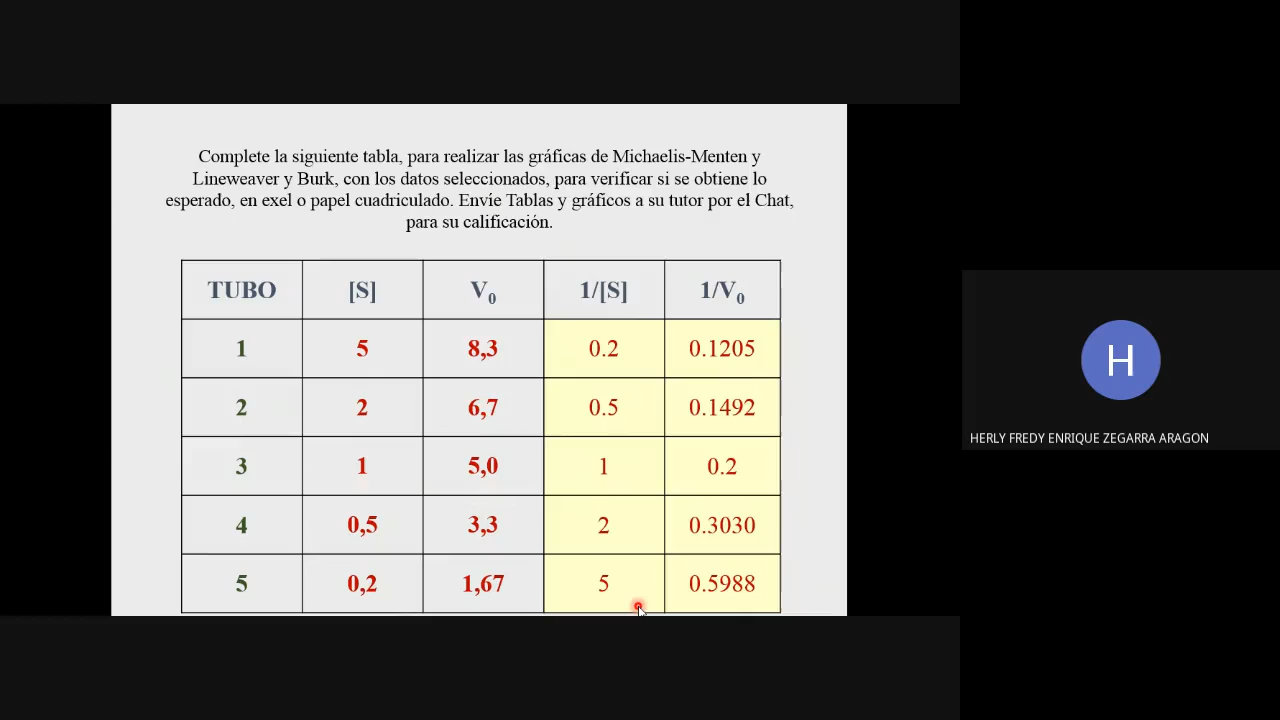 Complete la siguiente tabla, para realizar las gráficas de Michaelis-Menten y
Lineweaver y Burk, con los datos seleccionados, para verificar si se obtiene lo
esperado, en exel o papel cuadriculado. Envíe Tablas y gráficos a su tutor por el Chat,
para su calificación.
TUBO [S] V₀ 1/[S] 1/V₀
1 5 8,3 0.2 0.1205
2 2 6,7 0.5 0.1492
3 1 5,0 1 0.2
4 0,5 3,3 2 0.3030
5 0,2 1,67 5 0.5988
H
HERLY FREDY ENRIQUE ZEGARRA ARAGON